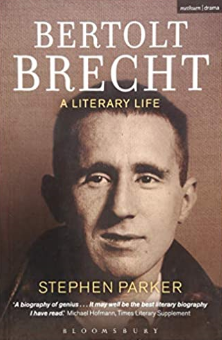 methuen | drama
BERTOLT
BRECHT
A LITERARY LIFE
STEPHEN PARKER
'A biography of genius . . . It may well be the best literary biography
I have read.' Michael Hofmann, Times Literary Supplement
BLOOMSBURY